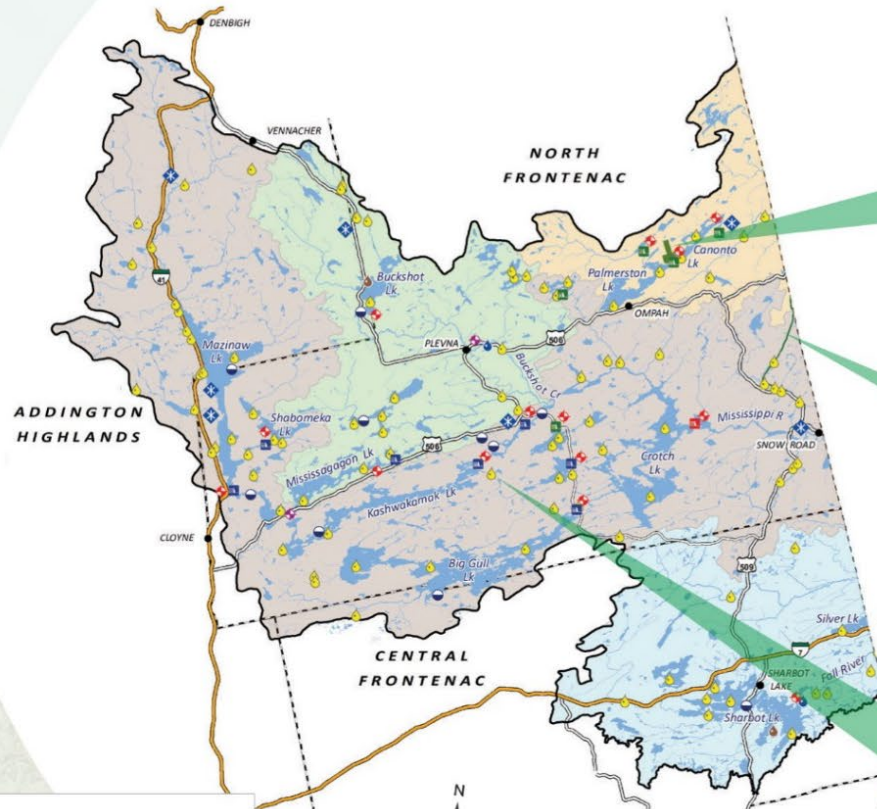 DENBIGH
VENNACHER
NORTH
FRONTENAC
41
Buckshot
Lk
Canonto
Lk
Palmerston
Lk
OMPAH
Mazinaw
Lk
PLEVNA
506
Buckshot Cr
ADDINGTON
HIGHLANDS
Shabomeka
Lk
Mississippi R
SNOW ROAD
Mississagagon Lk
506
Crotch
Lk
Kashwakamak Lk
CLOYNE
Big Gull
Lk
509
Silver Lk
7
CENTRAL
FRONTENAC
SHARBOT
LAKE
Fall River
Sharbot Lk
N